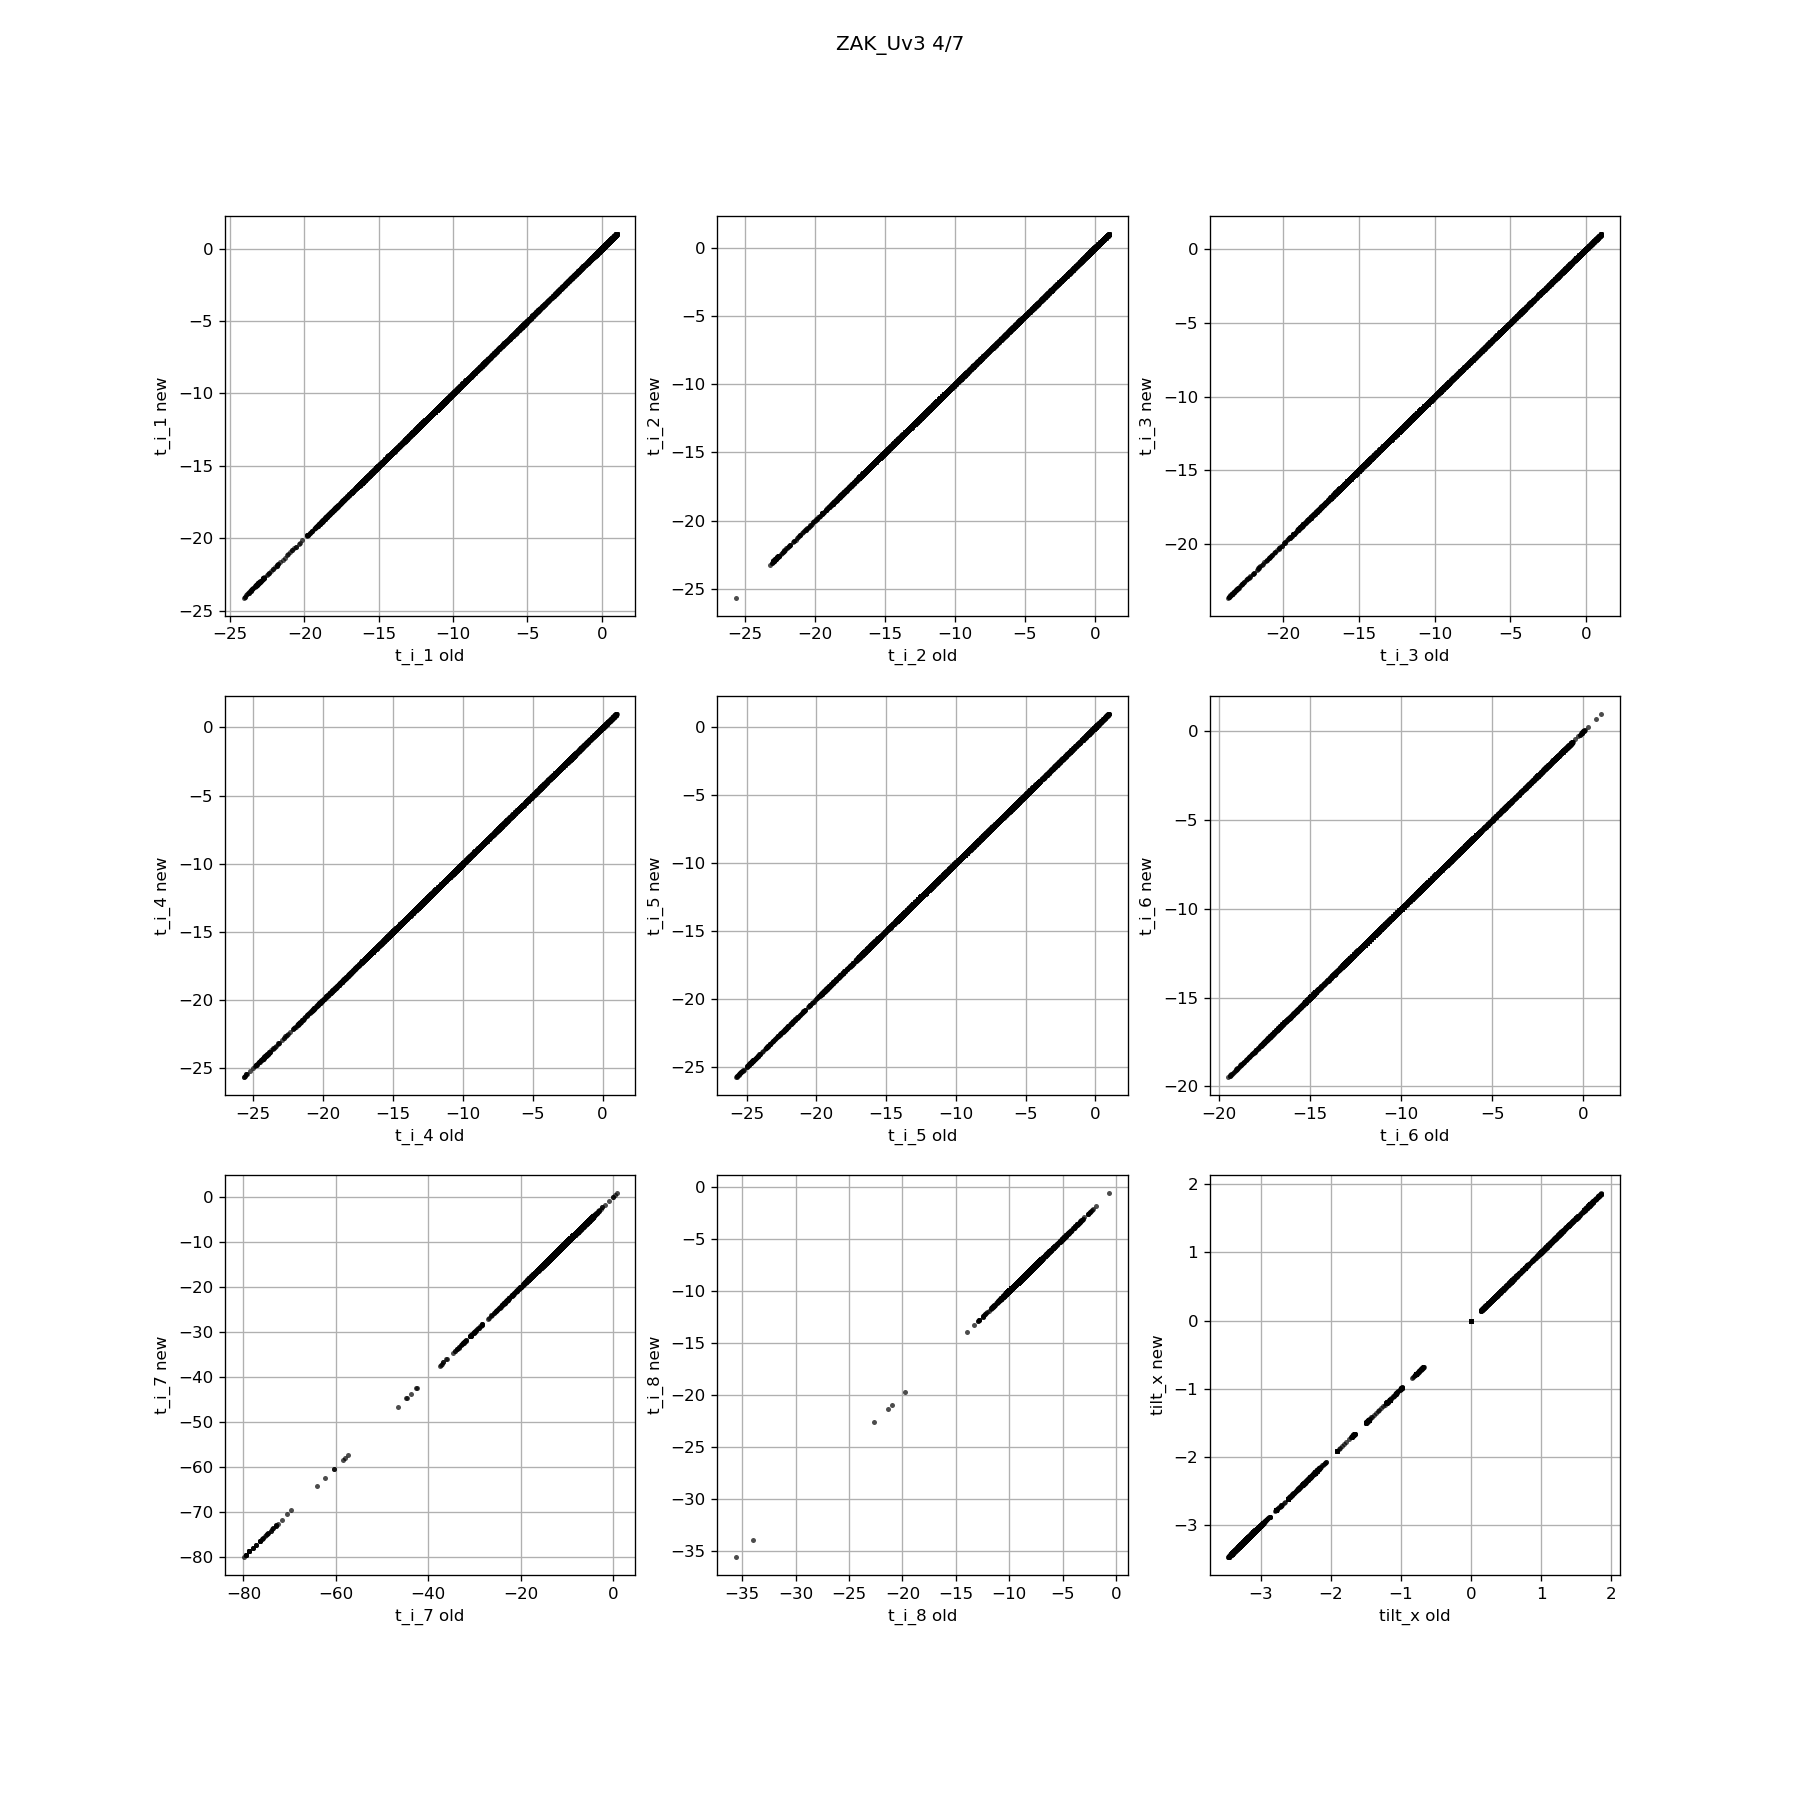 ZAK_Uv3 4/7
t_i_1 new
0
−5
−10
−15
−20
−25
−25 −20 −15 −10 −5 0
t_i_1 old
t_i_2 new
0
−5
−10
−15
−20
−25
−25 −20 −15 −10 −5 0
t_i_2 old
t_i_3 new
0
−5
−10
−15
−20
−20 −15 −10 −5 0
t_i_3 old
t_i_4 new
0
−5
−10
−15
−20
−25
−25 −20 −15 −10 −5 0
t_i_4 old
t_i_5 new
0
−5
−10
−15
−20
−25
−25 −20 −15 −10 −5 0
t_i_5 old
t_i_6 new
0
−5
−10
−15
−20
−20 −15 −10 −5 0
t_i_6 old
t_i_7 new
0
−10
−20
−30
−40
−50
−60
−70
−80
−80 −60 −40 −20 0
t_i_7 old
t_i_8 new
0
−5
−10
−15
−20
−25
−30
−35
−35 −30 −25 −20 −15 −10 −5 0
t_i_8 old
tilt_x new
2
1
0
−1
−2
−3
−3 −2 −1 0 1 2
tilt_x old